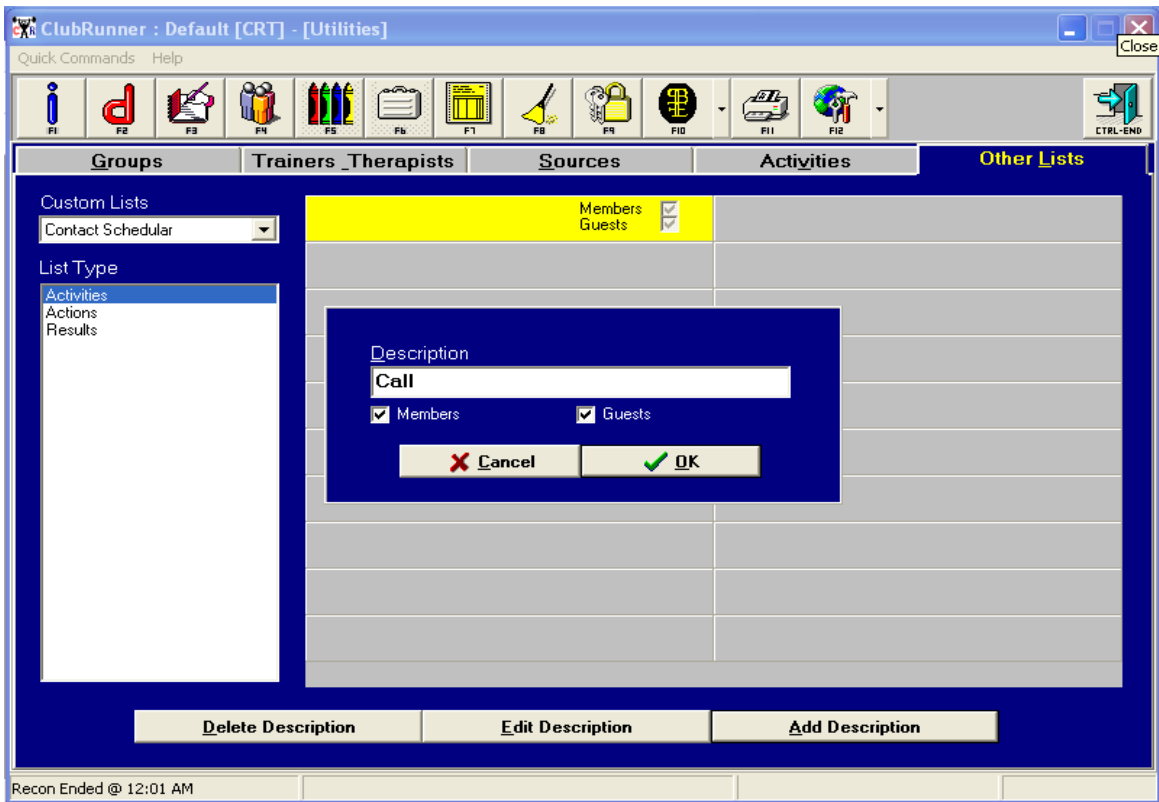 ClubRunner : Default [CRT] - [Utilities]
Close
Quick Commands Help
F1 F2 F3 F4 F5 F6 F7 F8 F9 F10 F11 F12 CTRL-END
Groups Trainers _Therapists Sources Activities Other Lists
Custom Lists
Contact Schedular
List Type
Activities
Actions
Results
Members
Guests
Description
Call
Members Guests
Cancel OK
Delete Description Edit Description Add Description
Recon Ended @ 12:01 AM